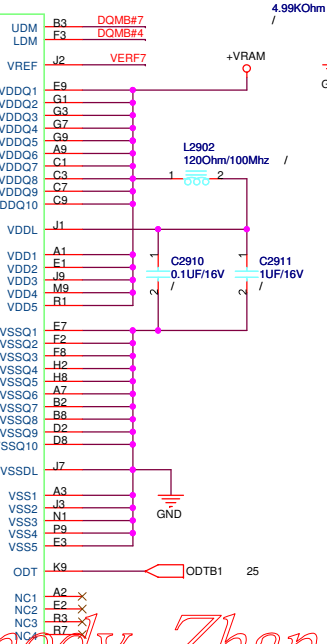 4.99KOhm
/
UDM B3 DQMB#7
LDM F3 DQMB#4
VREF J2 VERF7
+VRAM
VDDQ1 E9
VDDQ2 G1
VDDQ3 G3
VDDQ4 G7
VDDQ5 G9
VDDQ6 A9
VDDQ7 C1
VDDQ8 C3
VDDQ9 C7
DDQ10 C9
L2902
120Ohm/100Mhz /
1 2
VDDL J1
VDD1 A1
VDD2 E1
VDD3 J9
VDD4 M9
VDD5 R1
1 C2910
0.1UF/16V
2 /
1 C2911
1UF/16V
2 /
VSSQ1 E7
VSSQ2 F2
VSSQ3 F8
VSSQ4 H2
VSSQ5 H8
VSSQ6 A7
VSSQ7 B2
VSSQ8 B8
VSSQ9 D2
VSSQ10 D8
VSSDL J7
VSS1 A3
VSS2 J3
VSS3 N1
VSS4 P9
VSS5 E3
GND
ODT K9 ODTB1 25
NC1 A2
NC2 E2
NC3 R3
NC4 R7